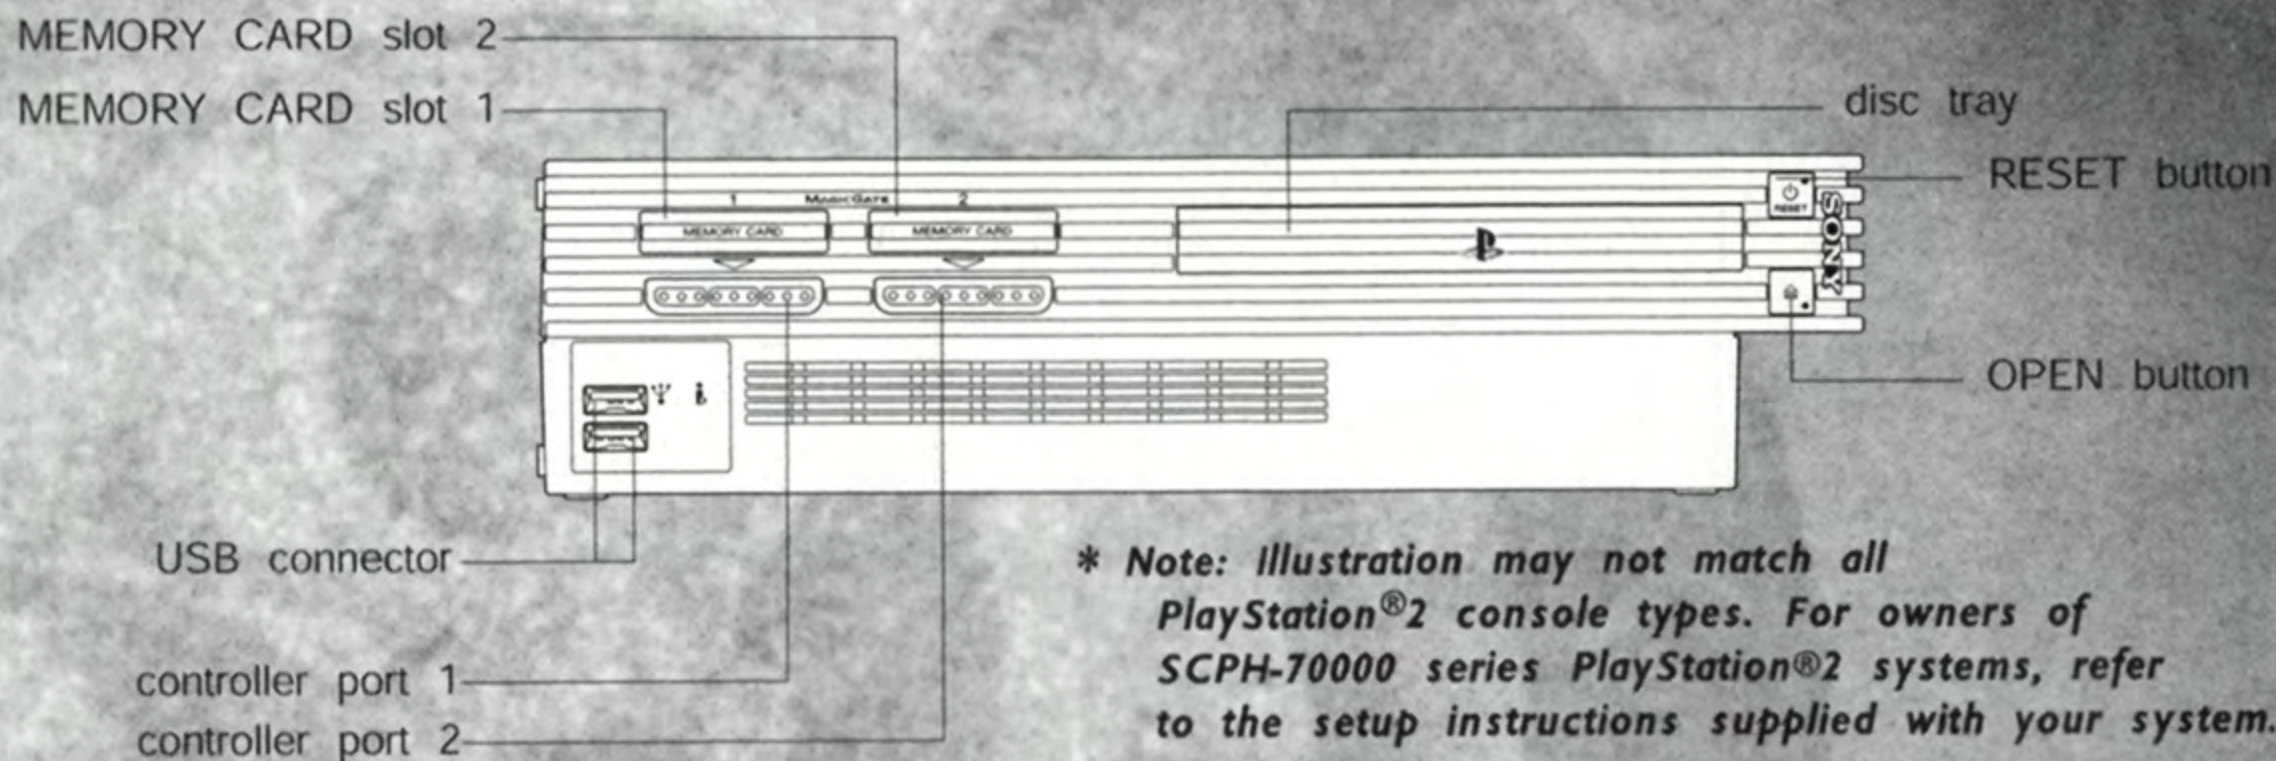 MEMORY CARD slot 2
MEMORY CARD slot 1
disc tray
RESET button
1 MagicGate 2
MEMORY CARD MEMORY CARD
RESET
SONY
OPEN button
USB connector
controller port 1
controller port 2
* Note: Illustration may not match all
PlayStation®2 console types. For owners of
SCPH-70000 series PlayStation®2 systems, refer
to the setup instructions supplied with your system.